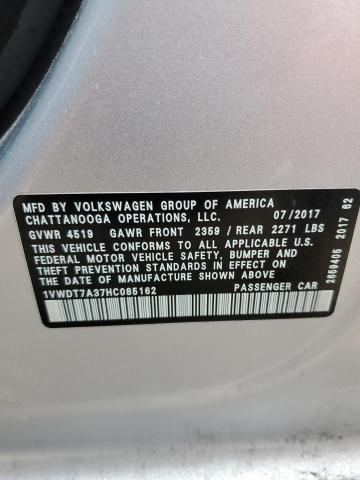 MFD BY VOLKSWAGEN GROUP OF AMERICA
CHATTANOOGA OPERATIONS, LLC. 07/2017
GVWR 4519 GAWR FRONT 2359 / REAR 2271 LBS
THIS VEHICLE CONFORMS TO ALL APPLICABLE U.S.
FEDERAL MOTOR VEHICLE SAFETY, BUMPER AND
THEFT PREVENTION STANDARDS IN EFFECT ON
THE DATE OF MANUFACTURE SHOWN ABOVE.
1VWDT7A37HC085162 PASSENGER CAR
2659405 2017 62